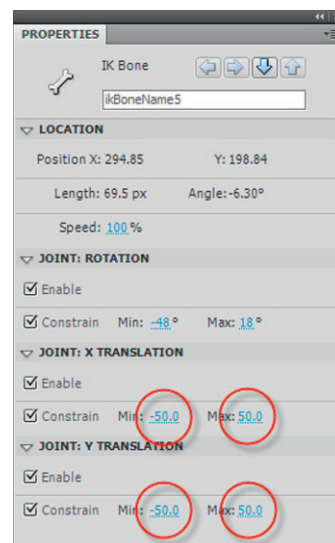 PROPERTIES
IK Bone
ikBoneName5
LOCATION
Position X: 294.85 Y: 198.84
Length: 69.5 px Angle:-6.30°
Speed: 100 %
JOINT: ROTATION
Enable
Constrain Min: -48 ° Max: 18 °
JOINT: X TRANSLATION
Enable
Constrain Min: -50.0 Max: 50.0
JOINT: Y TRANSLATION
Enable
Constrain Min: -50.0 Max: 50.0